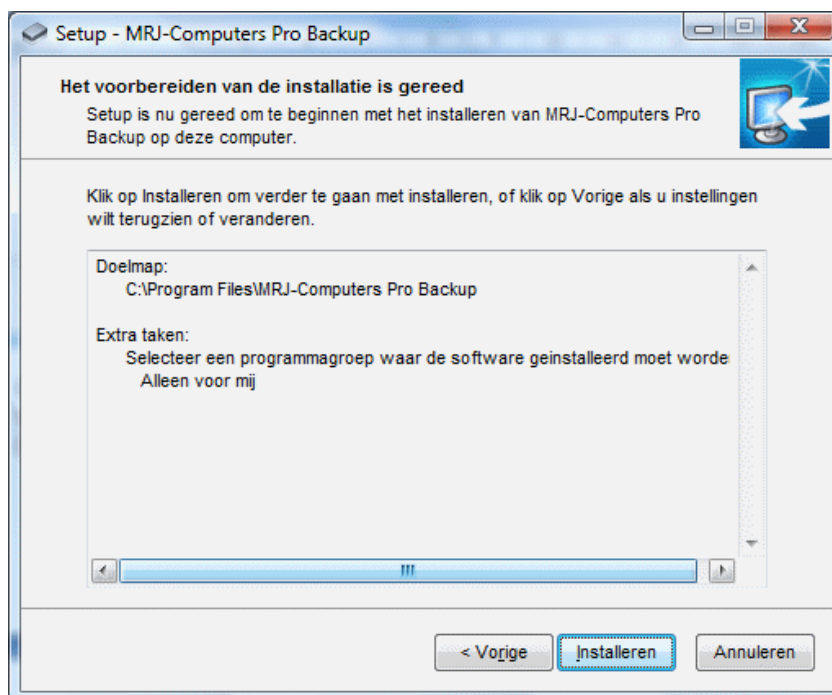 Setup - MRJ-Computers Pro Backup
Het voorbereiden van de installatie is gereed
Setup is nu gereed om te beginnen met het installeren van MRJ-Computers Pro
Backup op deze computer.
Klik op Installeren om verder te gaan met installeren, of klik op Vorige als u instellingen
wilt terugzien of veranderen.
Doelmap:
C:\Program Files\MRJ-Computers Pro Backup
Extra taken:
Selecteer een programmagroep waar de software geinstalleerd moet worde
Alleen voor mij
< Vorige
Installeren
Annuleren